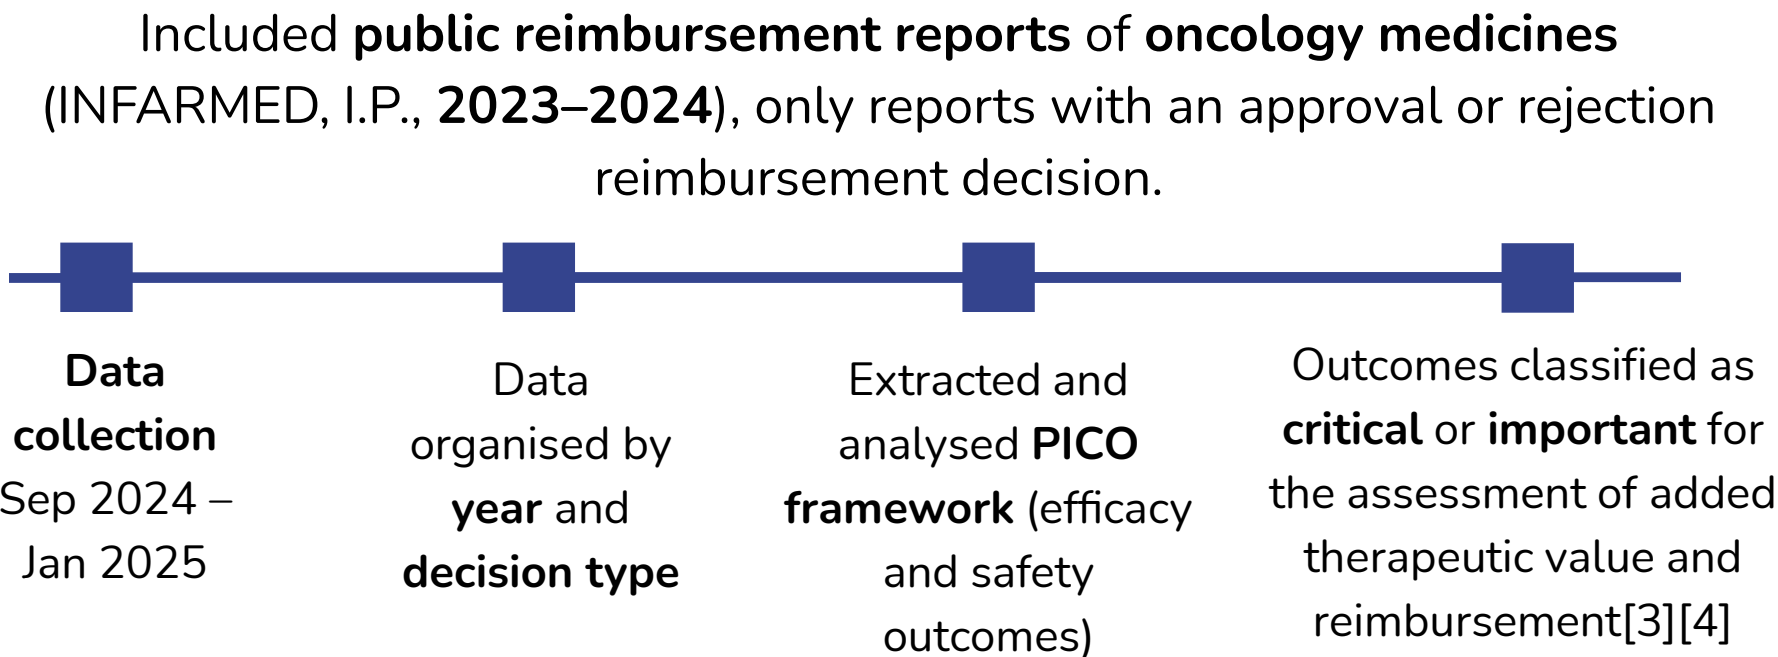 Included public reimbursement reports of oncology medicines
(INFARMED, I.P., 2023–2024), only reports with an approval or rejection
reimbursement decision.
Data
collection
Sep 2024 –
Jan 2025
Data
organised by
year and
decision type
Extracted and
analysed PICO
framework (efficacy
and safety
outcomes)
Outcomes classified as
critical or important for
the assessment of added
therapeutic value and
reimbursement[3][4]